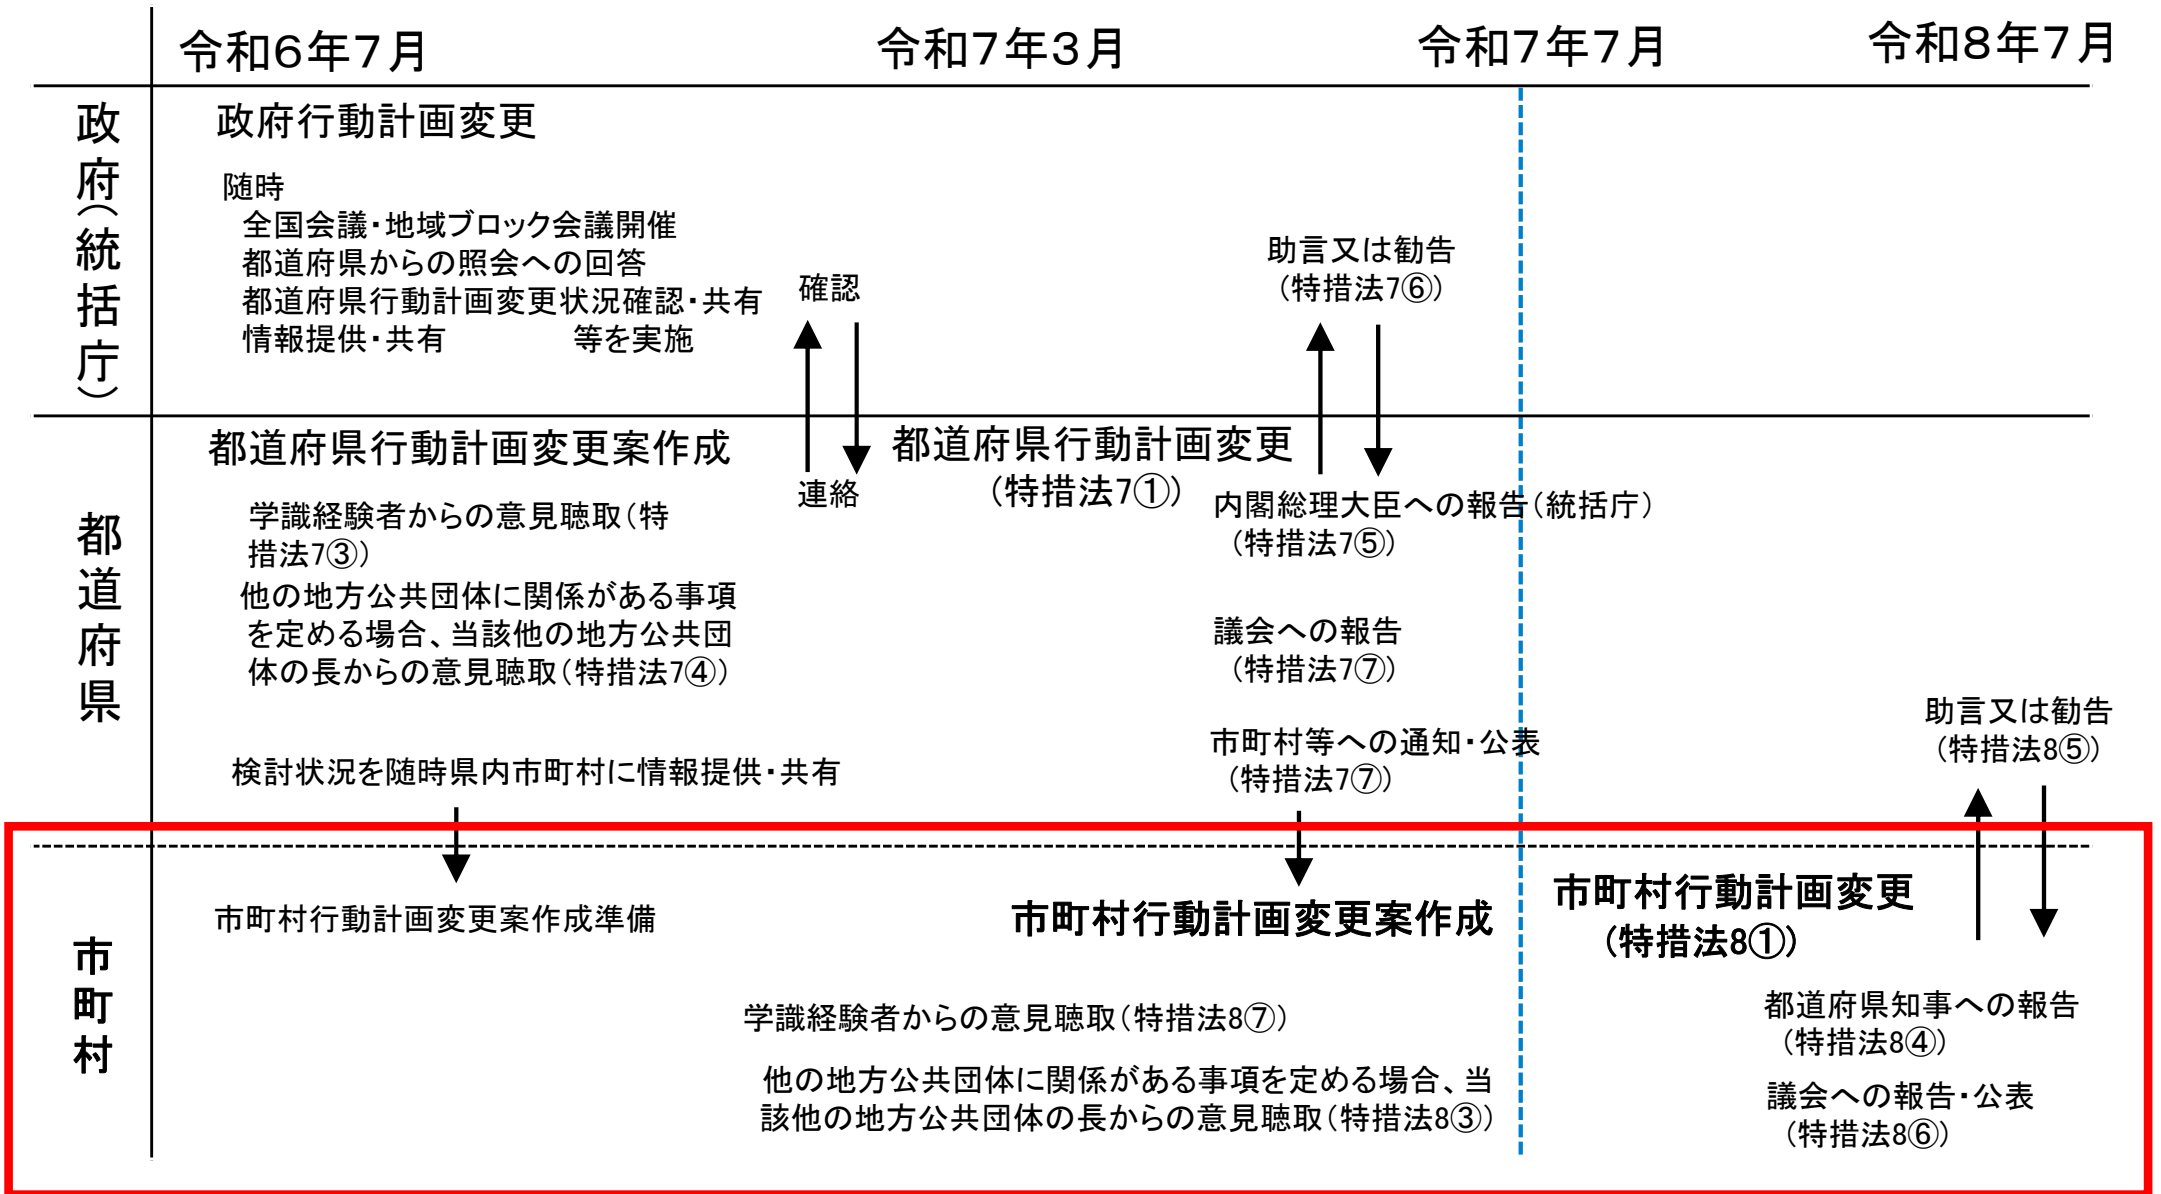 令和6年7月
令和7年3月
令和7年7月
令和8年7月
政府（統括庁）
政府行動計画変更
随時
全国会議・地域ブロック会議開催
都道府県からの照会への回答
都道府県行動計画変更状況確認・共有
情報提供・共有　　　　等を実施
確認
助言又は勧告
（特措法7⑥）
都道府県
都道府県行動計画変更案作成
連絡
学識経験者からの意見聴取（特
措法7③）
他の地方公共団体に関係がある事項
を定める場合、当該他の地方公共団
体の長からの意見聴取（特措法7④）
検討状況を随時県内市町村に情報提供・共有
都道府県行動計画変更
（特措法7①）
内閣総理大臣への報告（統括庁）
（特措法7⑤）
議会への報告
（特措法7⑦）
市町村等への通知・公表
（特措法7⑦）
助言又は勧告
（特措法8⑤）
市町村
市町村行動計画変更案作成準備
市町村行動計画変更案作成
学識経験者からの意見聴取（特措法8⑦）
他の地方公共団体に関係がある事項を定める場合、当
該他の地方公共団体の長からの意見聴取（特措法8③）
市町村行動計画変更
（特措法8①）
都道府県知事への報告
（特措法8④）
議会への報告・公表
（特措法8⑥）